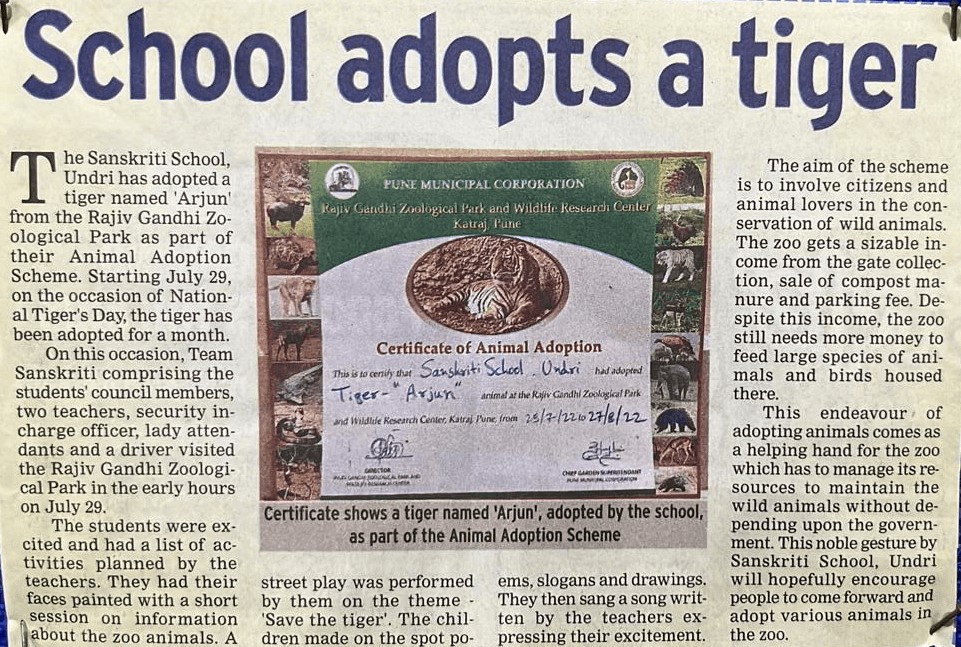 School adopts a tiger
The Sanskriti School,
Undri has adopted a
tiger named 'Arjun'
from the Rajiv Gandhi Zo-
ological Park as part of
their Animal Adoption
Scheme. Starting July 29,
on the occasion of Nation-
al Tiger's Day, the tiger has
been adopted for a month.
On this occasion, Team
Sanskriti comprising the
students' council members,
two teachers, security in-
charge officer, lady atten-
dants and a driver visited
the Rajiv Gandhi Zoologi-
cal Park in the early hours
on July 29.
The students were ex-
cited and had a list of ac-
tivities planned by the
teachers. They had their
faces painted with a short
session on information
about the zoo animals. A
PUNE MUNICIPAL CORPORATION
Rajiv Gandhi Zoological Park and Wildlife Research Center
Katraj, Pune
Certificate of Animal Adoption
This is to certify that Sanskriti School Undri had adopted
Tiger- "Arjun" animal at the Rajiv Gandhi Zoological Park
and Wildlife Research Center, Katraj, Pune, from 28/7/22 to 27/8/22
DIRECTOR
RAJIV GANDHI ZOOLOGICAL PARK AND
WILDLIFE RESEARCH CENTER
CHIEF GARDEN SUPERINTENDENT
PUNE MUNICIPAL CORPORATION
Certificate shows a tiger named 'Arjun', adopted by the school,
as part of the Animal Adoption Scheme
street play was performed
by them on the theme -
'Save the tiger'. The chil-
dren made on the spot po-
ems, slogans and drawings.
They then sang a song writ-
ten by the teachers ex-
pressing their excitement.
The aim of the scheme
is to involve citizens and
animal lovers in the con-
servation of wild animals.
The zoo gets a sizable in-
come from the gate collec-
tion, sale of compost ma-
nure and parking fee. De-
spite this income, the zoo
still needs more money to
feed large species of ani-
mals and birds housed
there.
This endeavour of
adopting animals comes as
a helping hand for the zoo
which has to manage its re-
sources to maintain the
wild animals without de-
pending upon the govern-
ment. This noble gesture by
Sanskriti School, Undri
will hopefully encourage
people to come forward and
adopt various animals in
the zoo.